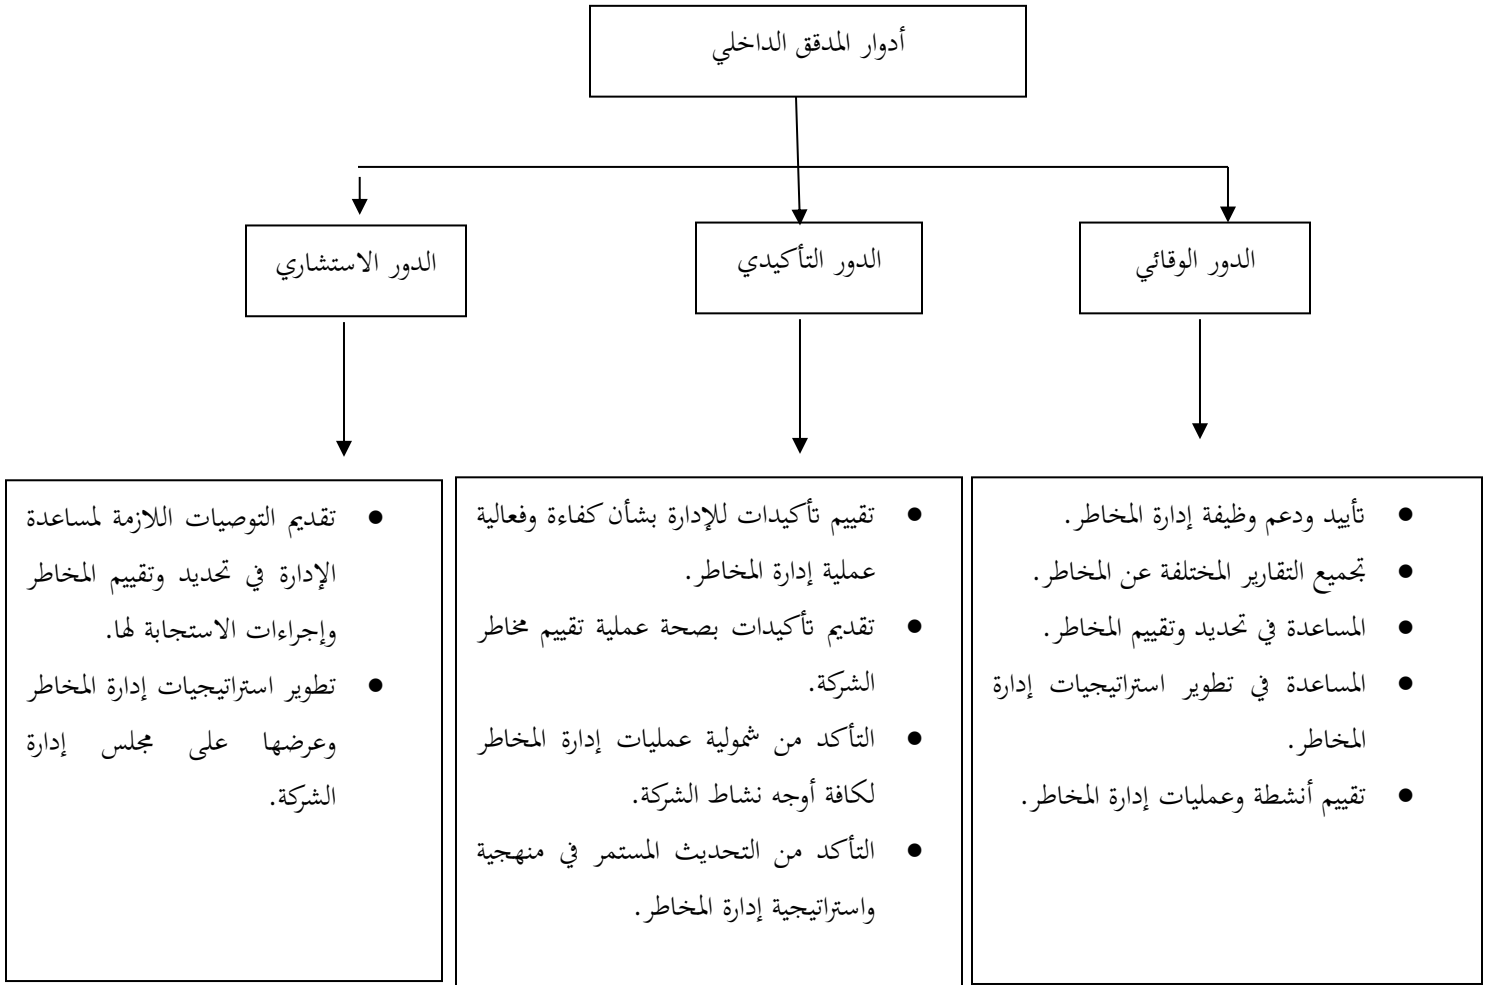 أدوار المدقق الداخلي
الدور الوقائي
الدور التأكيدي
الدور الاستشاري
● تأييد ودعم وظيفة إدارة المخاطر.
● تجميع التقارير المختلفة عن المخاطر.
● المساعدة في تحديد وتقييم المخاطر.
● المساعدة في تطوير استراتيجيات إدارة
المخاطر.
● تقييم أنشطة وعمليات إدارة المخاطر.
● تقييم تأكيدات للإدارة بشأن كفاءة وفعالية
عملية إدارة المخاطر.
● تقديم تأكيدات بصحة عملية تقييم مخاطر
الشركة.
● التأكد من شمولية عمليات إدارة المخاطر
لكافة أوجه نشاط الشركة.
● التأكد من التحديث المستمر في منهجية
واستراتيجية إدارة المخاطر.
● تقديم التوصيات اللازمة لمساعدة
الإدارة في تحديد وتقييم المخاطر
وإجراءات الاستجابة لها.
● تطوير استراتيجيات إدارة المخاطر
وعرضها على مجلس إدارة
الشركة.